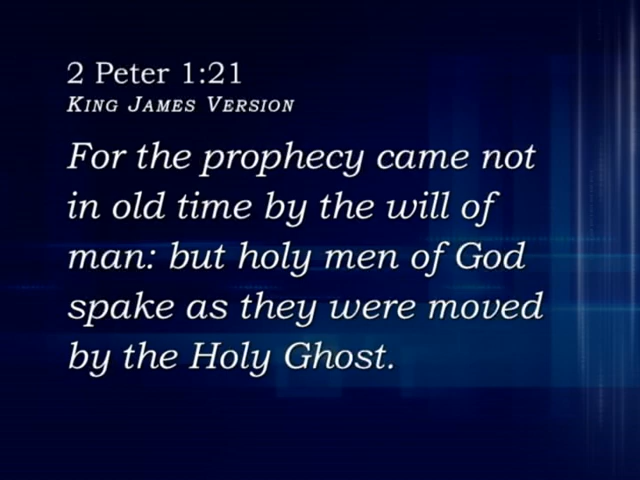 2 Peter 1:21
KING JAMES VERSION
For the prophecy came not
in old time by the will of
man: but holy men of God
spake as they were moved
by the Holy Ghost.